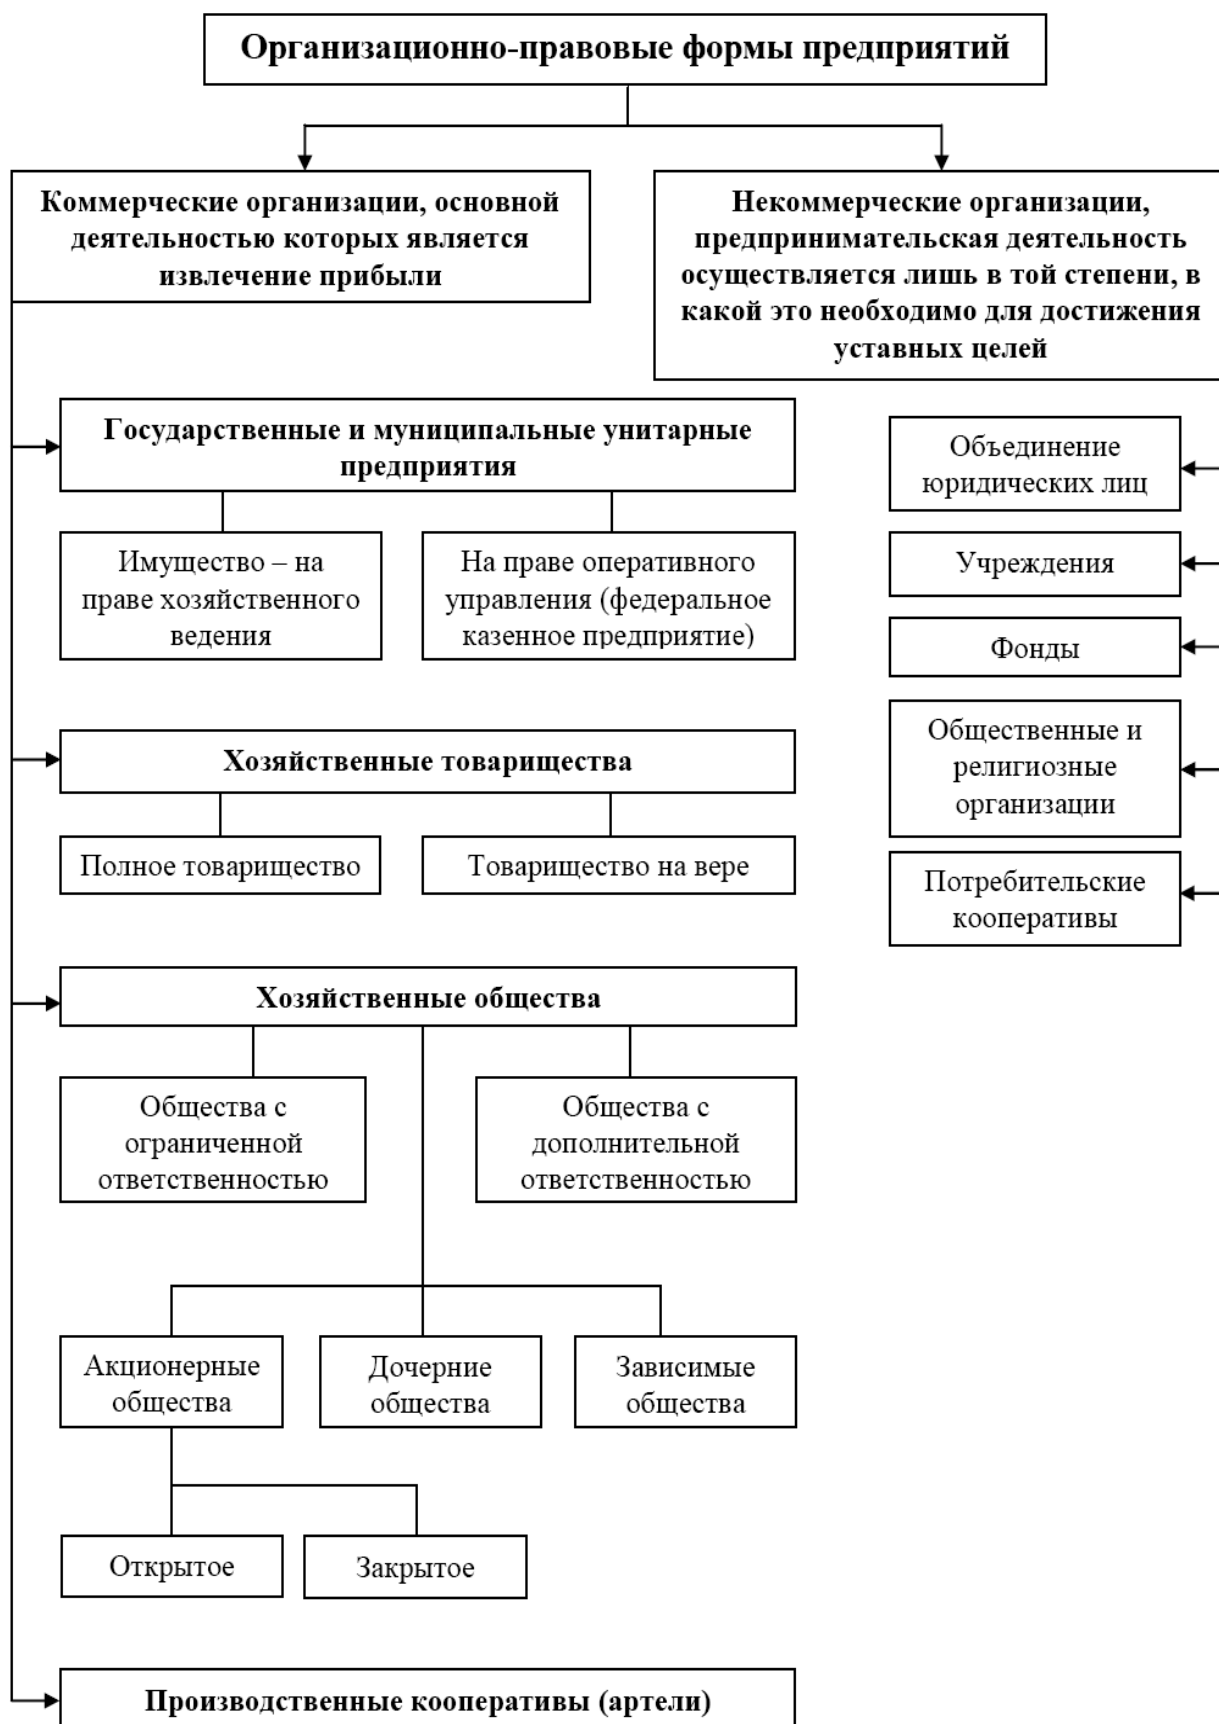 Организационно-правовые формы предприятий
Коммерческие организации, основной
деятельностью которых является
извлечение прибыли
Некоммерческие организации,
предпринимательская деятельность
осуществляется лишь в той степени, в
какой это необходимо для достижения
уставных целей
Государственные и муниципальные унитарные
предприятия
Имущество – на
праве хозяйственного
ведения
На праве оперативного
управления (федеральное
казенное предприятие)
Хозяйственные товарищества
Полное товарищество
Товарищество на вере
Хозяйственные общества
Общества с
ограниченной
ответственностью
Общества с
дополнительной
ответственностью
Акционерные
общества
Дочерние
общества
Зависимые
общества
Открытое
Закрытое
Производственные кооперативы (артели)
Объединение
юридических лиц
Учреждения
Фонды
Общественные и
религиозные
организации
Потребительские
кооперативы